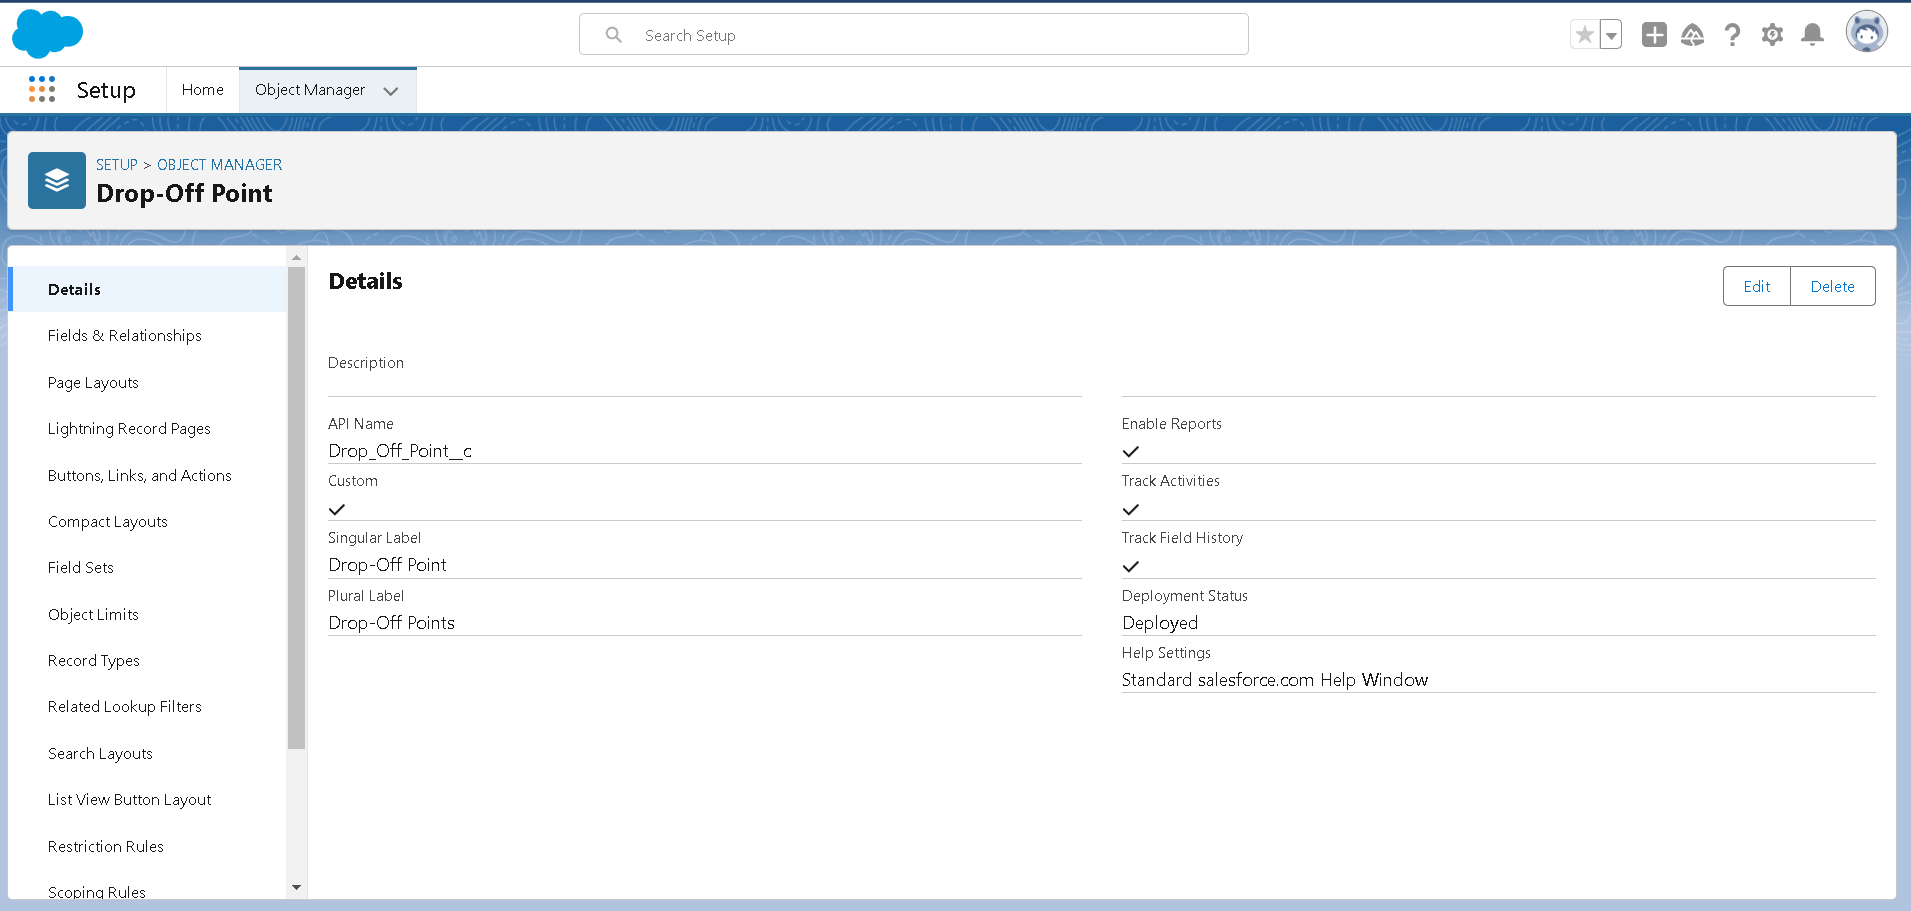 Search Setup
Setup
Home
Object Manager
SETUP > OBJECT MANAGER
Drop-Off Point
Details
Fields & Relationships
Page Layouts
Lightning Record Pages
Buttons, Links, and Actions
Compact Layouts
Field Sets
Object Limits
Record Types
Related Lookup Filters
Search Layouts
List View Button Layout
Restriction Rules
Scoping Rules
Details
Edit
Delete
Description
API Name
Drop_Off_Point__c
Custom
Singular Label
Drop-Off Point
Plural Label
Drop-Off Points
Enable Reports
Track Activities
Track Field History
Deployment Status
Deployed
Help Settings
Standard salesforce.com Help Window